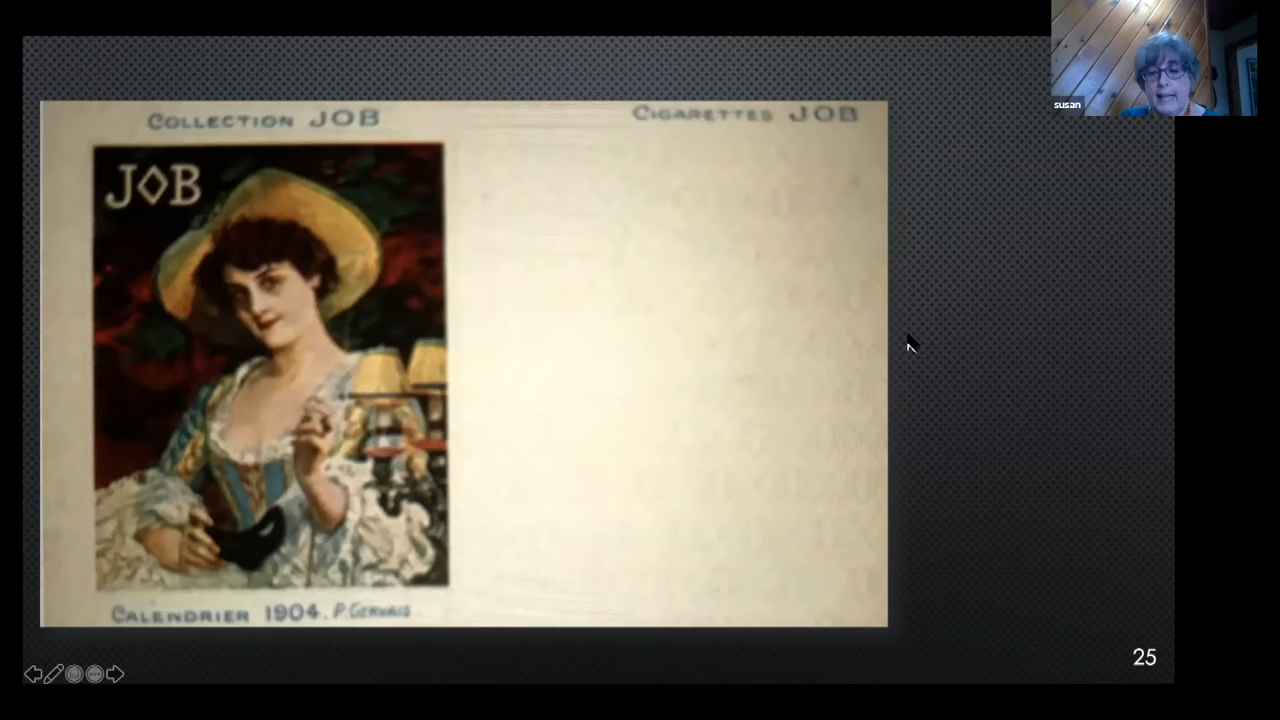 susan
COLLECTION JOB
CIGARETTES JOB
JOB
CALENDRIER 1904. P. GERVAIS
25